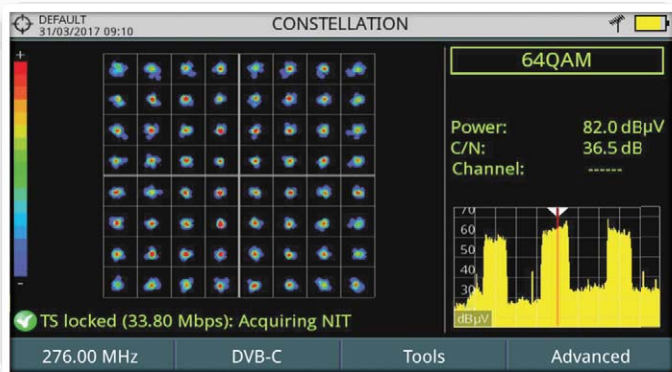 DEFAULT
31/03/2017 09:10
CONSTELLATION
+
-
64QAM
Power: 82.0 dBµV
C/N: 36.5 dB
Channel: ------
70
60
50
40
30
dBµV
TS locked (33.80 Mbps): Acquiring NIT
276.00 MHz
DVB-C
Tools
Advanced